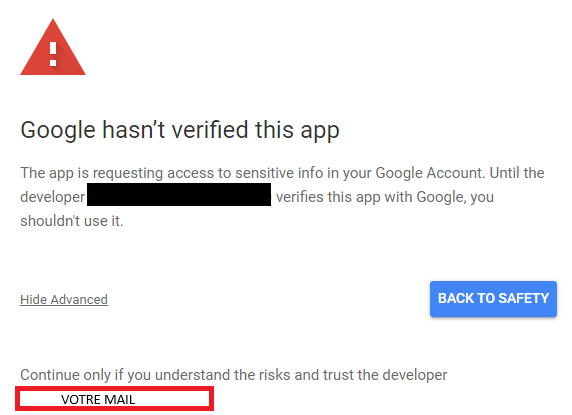 Google hasn’t verified this app
The app is requesting access to sensitive info in your Google Account. Until the
developer verifies this app with Google, you
shouldn't use it.
Hide Advanced
BACK TO SAFETY
Continue only if you understand the risks and trust the developer
VOTRE MAIL